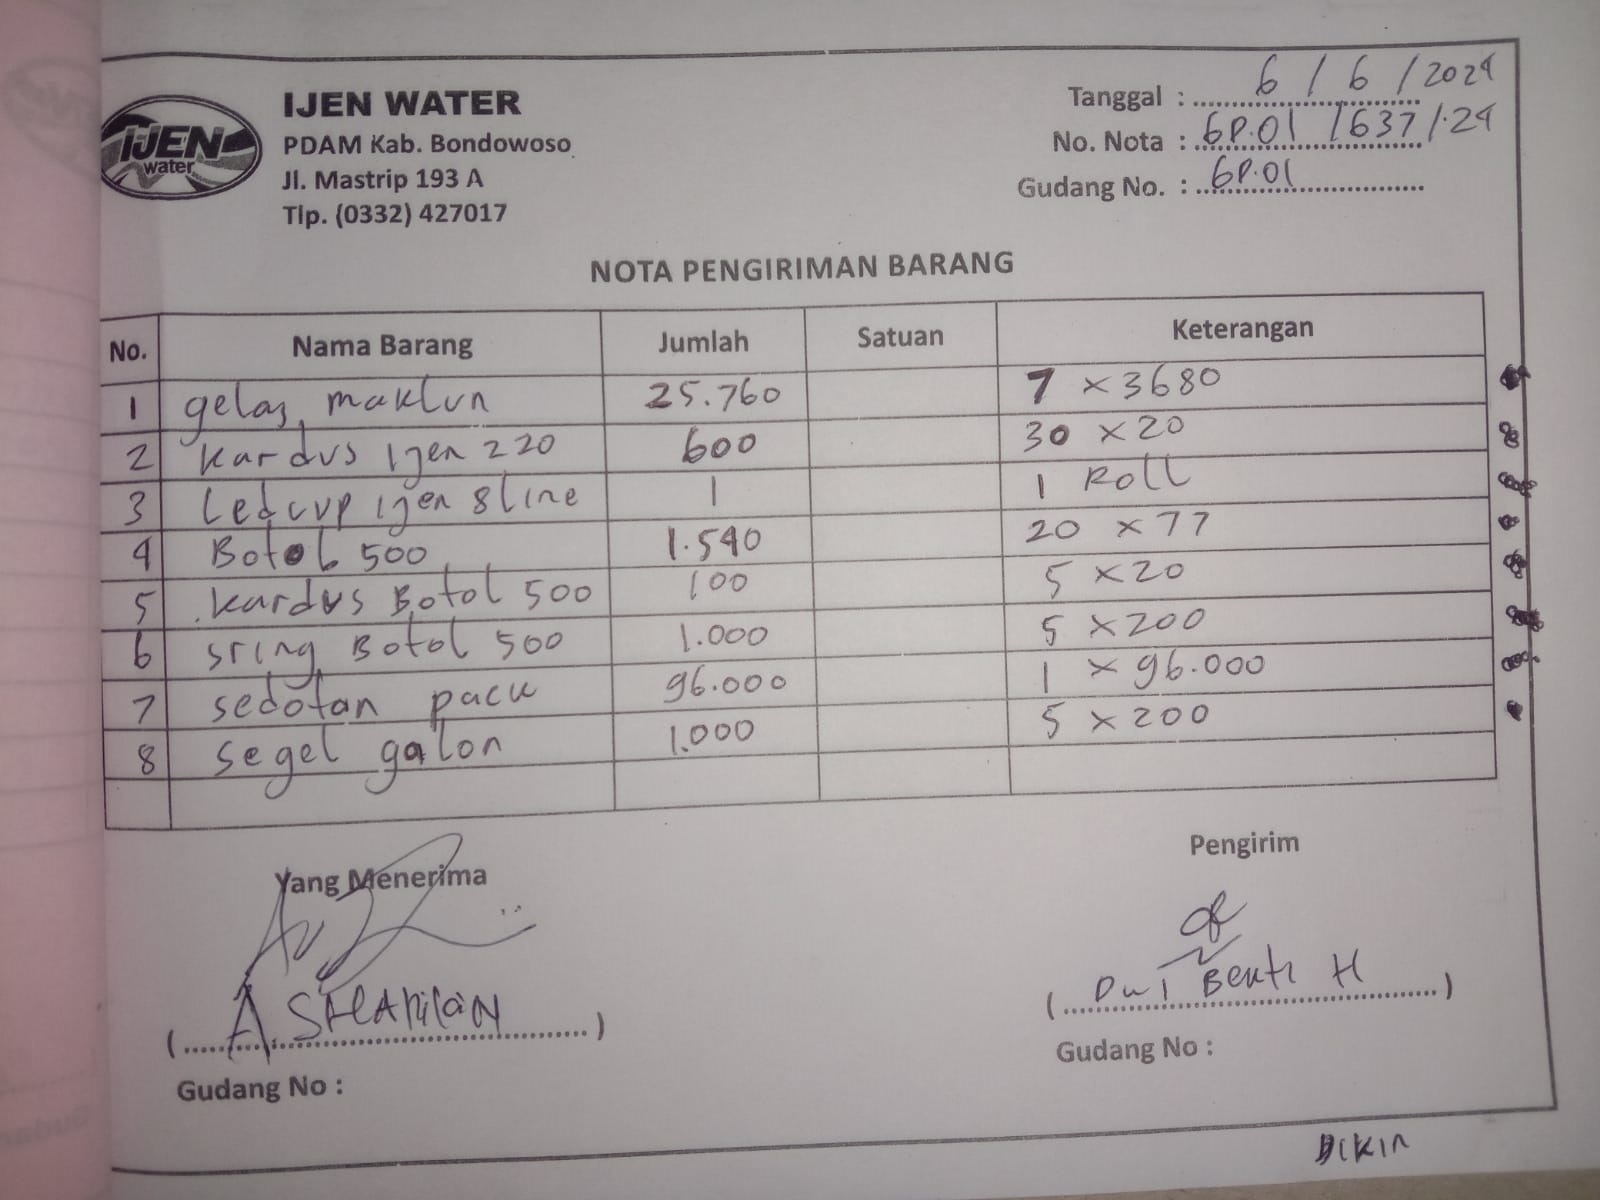 IJEN
water
IJEN WATER
PDAM Kab. Bondowoso
Jl. Mastrip 193 A
Tlp. (0332) 427017
Tanggal : 6 / 6 / 2024
No. Nota : GP.01 / 637 / .24
Gudang No. : GP.01
NOTA PENGIRIMAN BARANG
No. Nama Barang Jumlah Satuan Keterangan
1 gelas maklun 25.760 7 x 3680
2 Kardus Ijen 220 600 30 x 20
3 Ledcup ijen 8 line 1 1 Roll
4 Botol 500 1.540 20 x 77
5 Kardus Botol 500 100 5 x 20
6 sring Botol 500 1.000 5 x 200
7 sedotan pack 96.000 1 x 96.000
8 segel galon 1.000 5 x 200
Yang Menerima Pengirim
( A. ) ( Dwi H )
Gudang No : Gudang No :